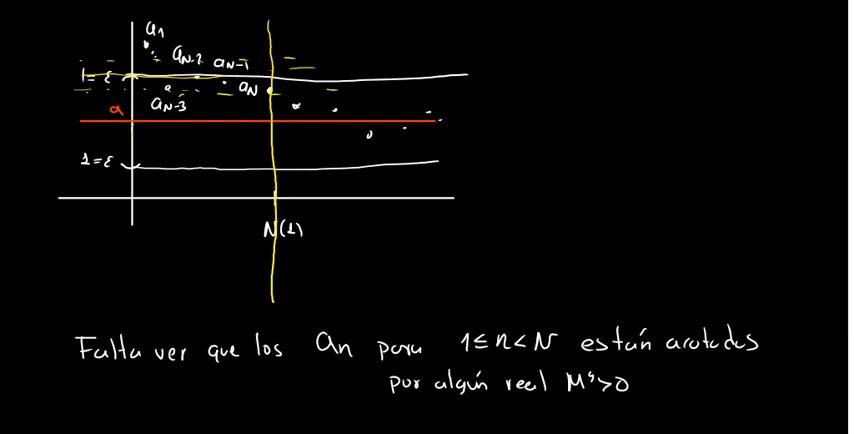 a1
aN-2
aN-1
1=ε
aN
aN-3
a
1=ε
N(1)
Falta ver que los an para 1≤n<N están acotados
por algún real M'>0